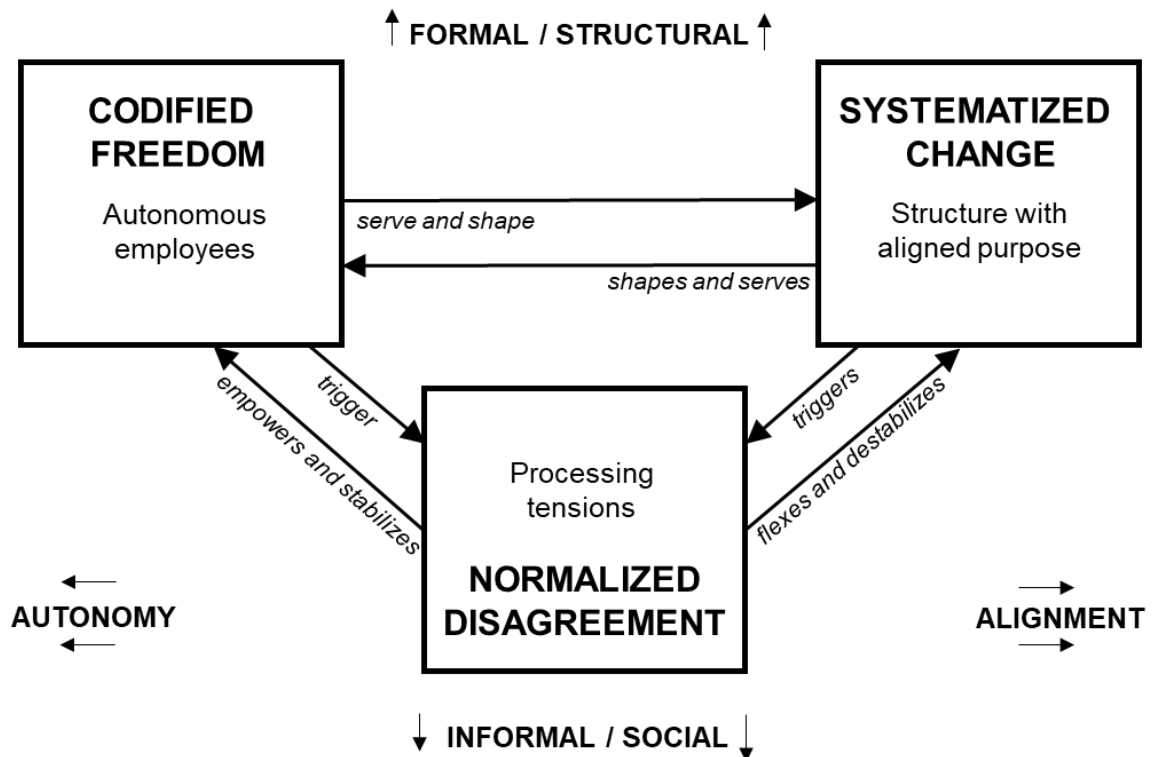 FORMAL / STRUCTURAL
CODIFIED
FREEDOM
Autonomous
employees
SYSTEMATIZED
CHANGE
Structure with
aligned purpose
serve and shape
shapes and serves
trigger
empowers and stabilizes
triggers
flexes and destabilizes
Processing
tensions
NORMALIZED
DISAGREEMENT
AUTONOMY
ALIGNMENT
INFORMAL / SOCIAL